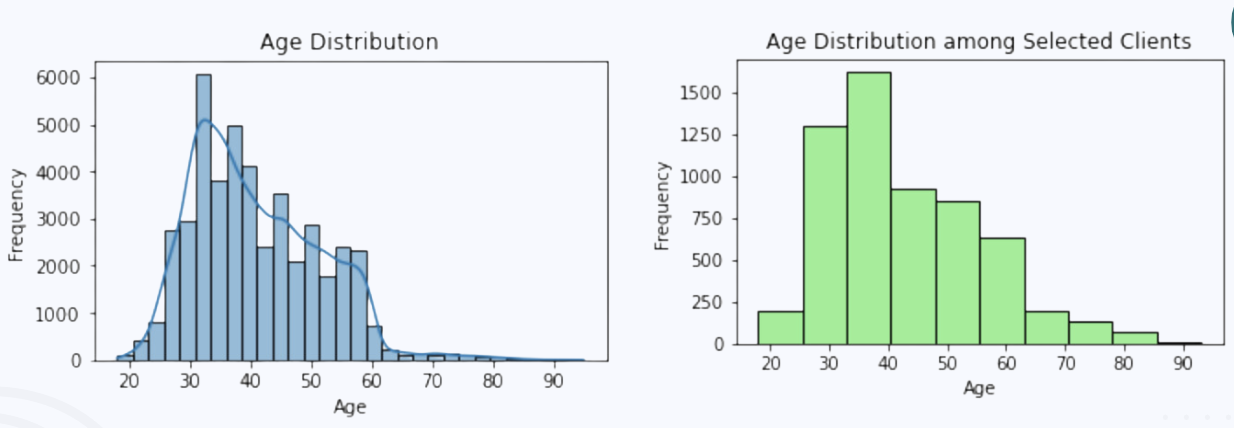 Age Distribution
Frequency
6000
5000
4000
3000
2000
1000
0
20 30 40 50 60 70 80 90
Age
Age Distribution among Selected Clients
Frequency
1500
1250
1000
750
500
250
0
20 30 40 50 60 70 80 90
Age